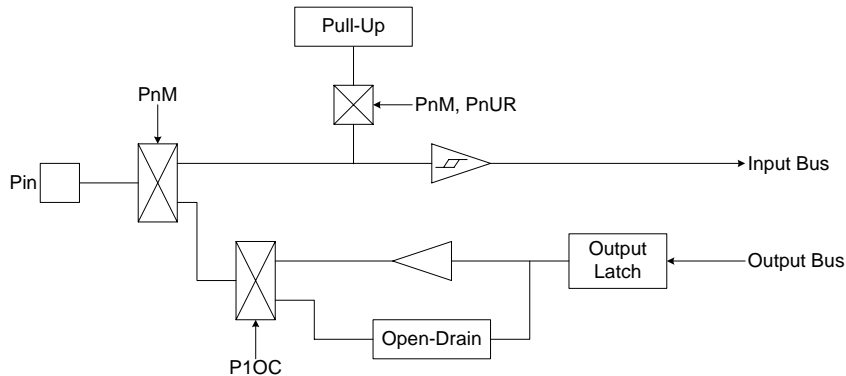 Pull-Up
PnM
PnM, PnUR
Pin
Input Bus
Output
Latch
Output Bus
Open-Drain
P1OC